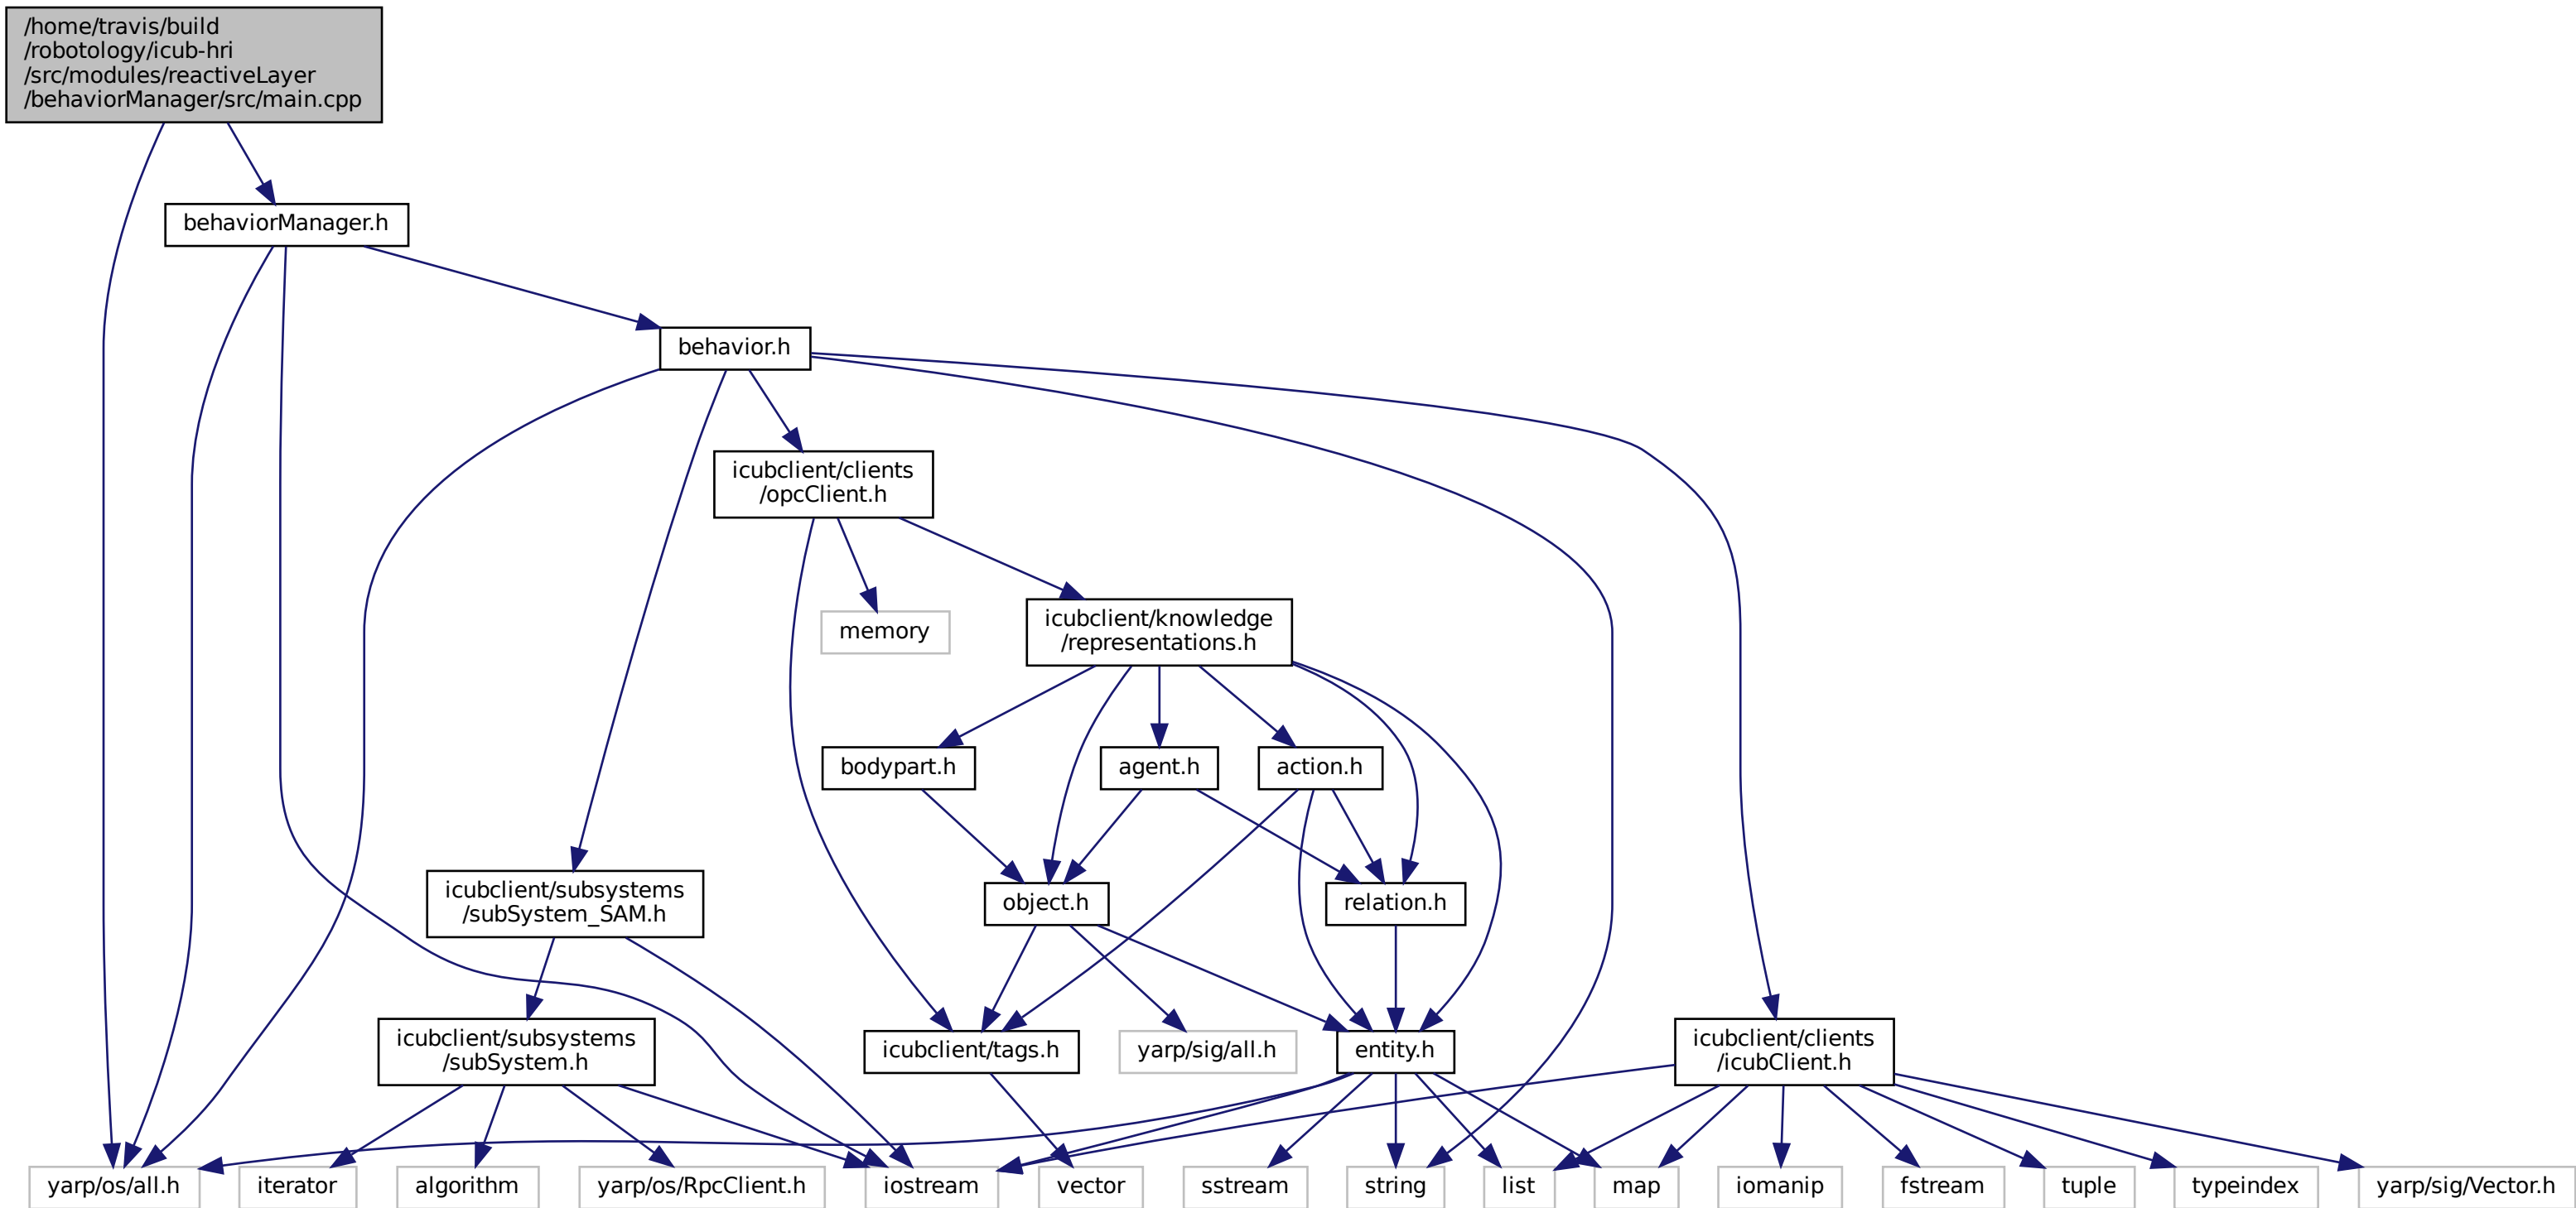 /home/travis/build
/robotology/icub-hri
/src/modules/reactiveLayer
/behaviorManager/src/main.cpp
behaviorManager.h
behavior.h
icubclient/clients
/opcClient.h
memory
icubclient/knowledge
/representations.h
bodypart.h
agent.h
action.h
icubclient/subsystems
/subSystem_SAM.h
object.h
relation.h
icubclient/subsystems
/subSystem.h
icubclient/tags.h
yarp/sig/all.h
entity.h
icubclient/clients
/icubClient.h
yarp/os/all.h
iterator
algorithm
yarp/os/RpcClient.h
iostream
vector
sstream
string
list
map
iomanip
fstream
tuple
typeindex
yarp/sig/Vector.h